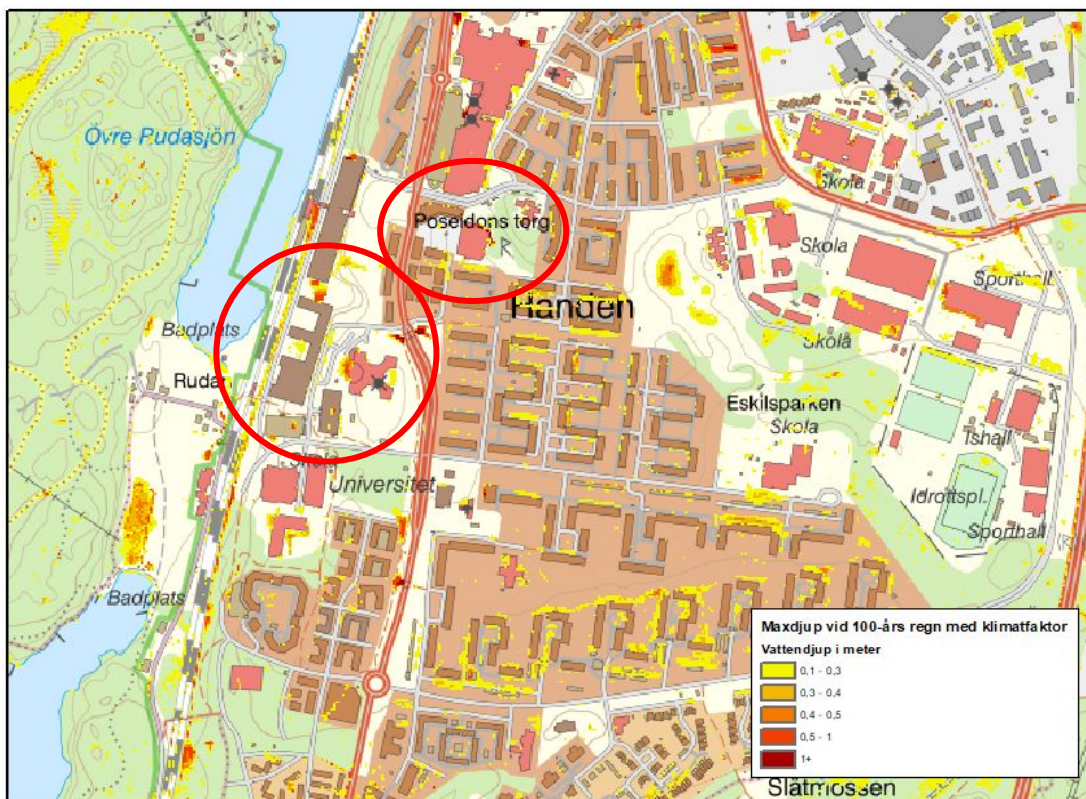 Övre Rudasjön
Skola
Poseidons torg
Skola
Sporthall
Handen
Badplats
Skola
Rudan
Eskilsparken
Skola
Ishall
Skola
Universitet
Idrottspl.
Sporthall
Badplats
Maxdjup vid 100-års regn med klimatfaktor
Vattendjup i meter
0,1 - 0,3
0,3 - 0,4
0,4 - 0,5
0,5 - 1
1+
Slätmossen